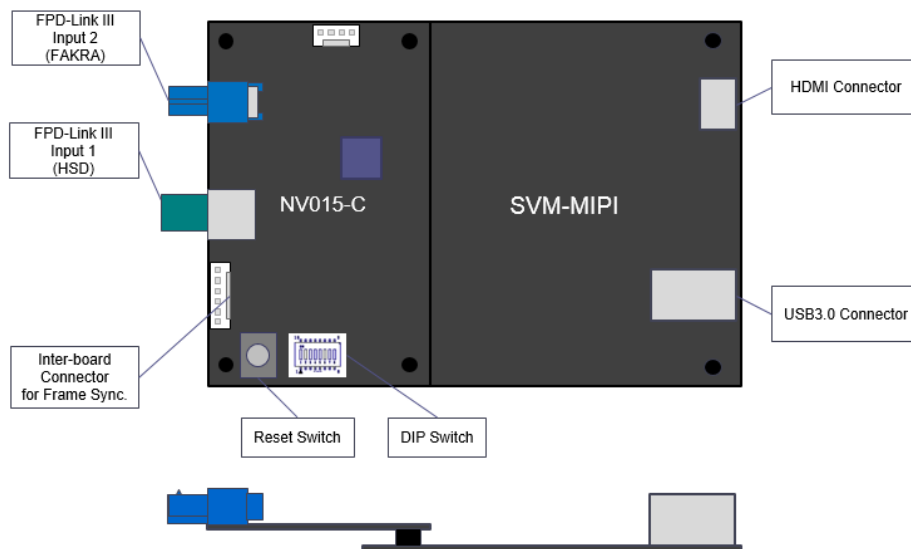 FPD-Link III
Input 2
(FAKRA)
HDMI Connector
FPD-Link III
Input 1
(HSD)
NV015-C
SVM-MIPI
USB3.0 Connector
Inter-board
Connector
for Frame Sync.
Reset Switch
DIP Switch